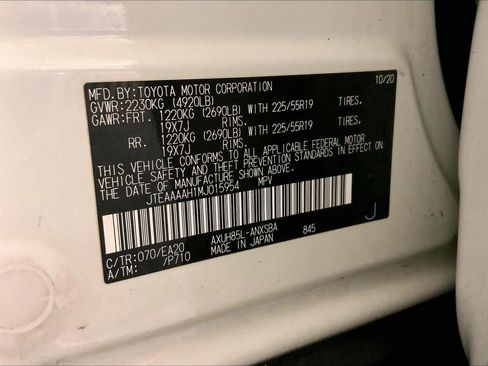 MFD.BY:TOYOTA MOTOR CORPORATION 10/20
GVWR:2230KG (4920LB)
GAWR:FRT. 1220KG (2690LB) WITH 225/55R19 TIRES.
19X7J RIMS.
RR. 1220KG (2690LB) WITH 225/55R19 TIRES.
19X7J RIMS.
THIS VEHICLE CONFORMS TO ALL APPLICABLE FEDERAL MOTOR
VEHICLE SAFETY AND THEFT PREVENTION STANDARDS IN EFFECT ON
THE DATE OF MANUFACTURE SHOWN ABOVE.
JTEAAAAH1MJ015954 MPV
J
C/TR:070/EA20 AXUH85L-ANXSBA 845
A/TM: /P710 MADE IN JAPAN